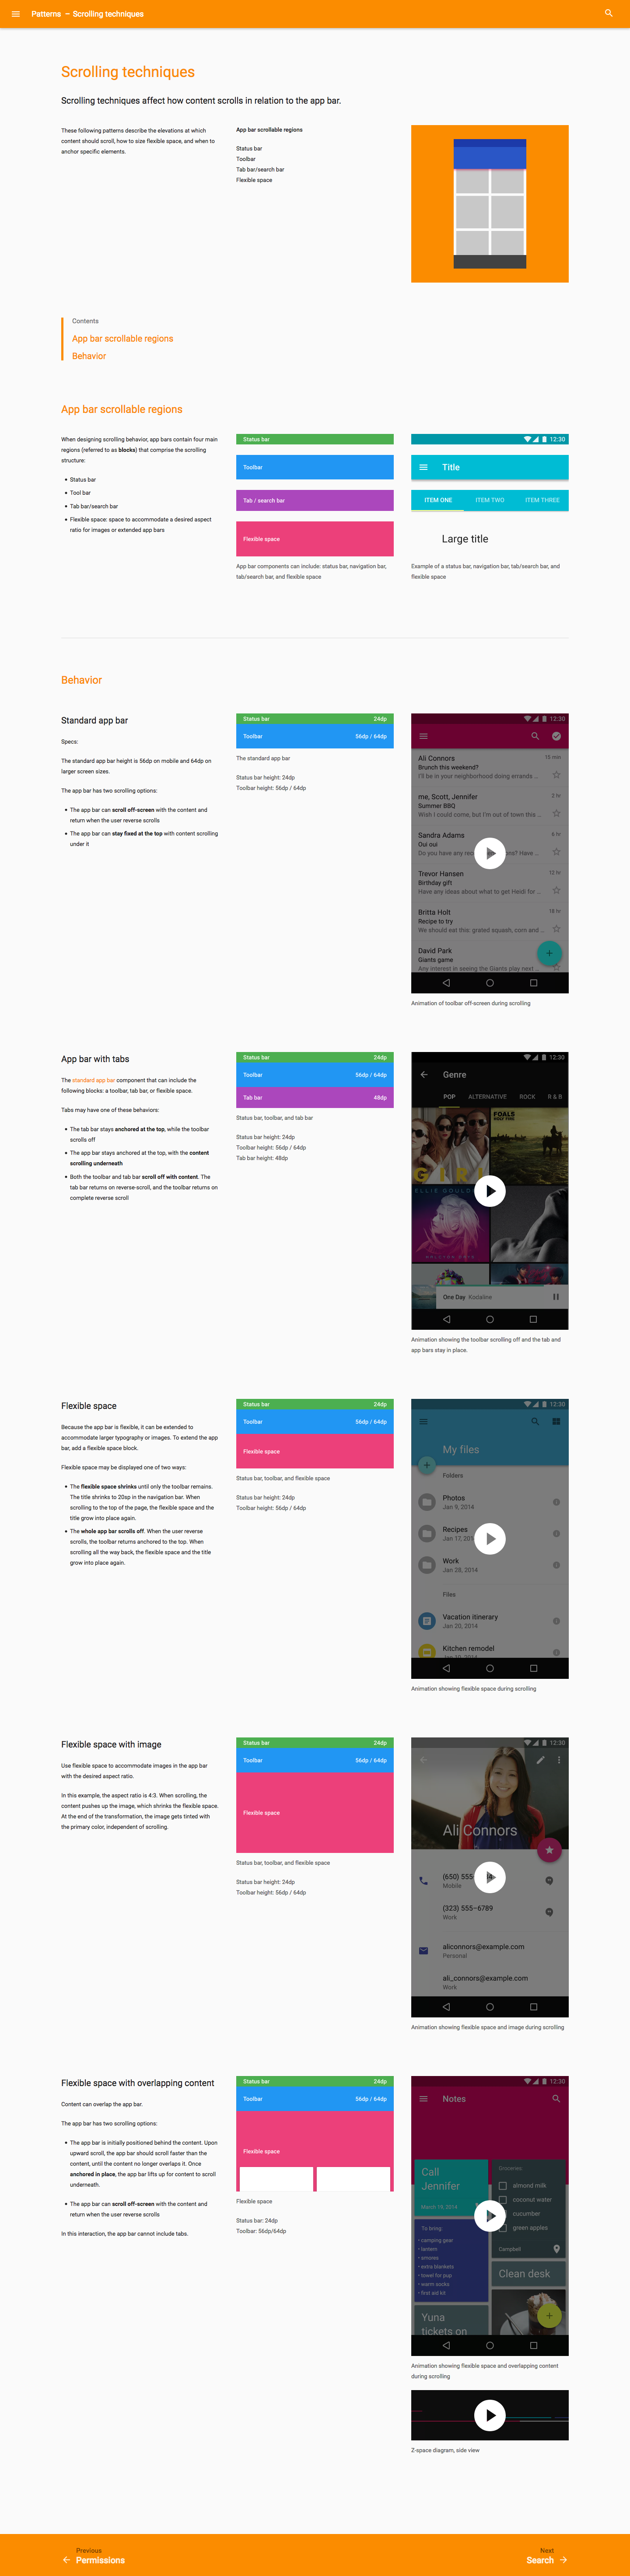 Patterns – Scrolling techniques
Scrolling techniques
Scrolling techniques affect how content scrolls in relation to the app bar.
These following patterns describe the elevations at which
content should scroll, how to size flexible space, and when to
anchor specific elements.
App bar scrollable regions
Status bar
Toolbar
Tab bar/search bar
Flexible space
Contents
App bar scrollable regions
Behavior
App bar scrollable regions
When designing scrolling behavior, app bars contain four main
regions (referred to as blocks) that comprise the scrolling
structure:
• Status bar
• Tool bar
• Tab bar/search bar
• Flexible space: space to accommodate a desired aspect
ratio for images or extended app bars
Status bar
Toolbar
Tab / search bar
Flexible space
App bar components can include: status bar, navigation bar,
tab/search bar, and flexible space
12:30
Title
ITEM ONE ITEM TWO ITEM THREE
Large title
Example of a status bar, navigation bar, tab/search bar, and
flexible space
Behavior
Standard app bar
Specs:
The standard app bar height is 56dp on mobile and 64dp on
larger screen sizes.
The app bar has two scrolling options:
• The app bar can scroll off-screen with the content and
return when the user reverse scrolls
• The app bar can stay fixed at the top with content scrolling
under it
Status bar 24dp
Toolbar 56dp / 64dp
The standard app bar
Status bar height: 24dp
Toolbar height: 56dp / 64dp
12:30
Ali Connors 15 min
Brunch this weekend?
I'll be in your neighborhood doing errands ...
me, Scott, Jennifer 2 hr
Summer BBQ
Wish I could come, but I'm out of town this ...
Sandra Adams 6 hr
Oui oui
Do you have any ... ? Have ...
Trevor Hansen 12 hr
Birthday gift
Have any ideas about what to get Heidi for ...
Britta Holt 18 hr
Recipe to try
We should eat this: grated squash, corn and ...
David Park
Giants game
Any interest in seeing the Giants play next ...
Animation of toolbar off-screen during scrolling
App bar with tabs
The standard app bar component that can include the
following blocks: a toolbar, tab bar, or flexible space.
Tabs may have one of these behaviors:
• The tab bar stays anchored at the top, while the toolbar
scrolls off
• The app bar stays anchored at the top, with the content
scrolling underneath
• Both the toolbar and tab bar scroll off with content. The
tab bar returns on reverse-scroll, and the toolbar returns on
complete reverse scroll
Status bar 24dp
Toolbar 56dp / 64dp
Tab bar 48dp
Status bar, toolbar, and tab bar
Status bar height: 24dp
Toolbar height: 56dp / 64dp
Tab bar height: 48dp
12:30
Genre
POP ALTERNATIVE ROCK R & B
FOALS
HOLY FIRE
GIRL
ELLIE GOULD
One Day Kodaline
Animation showing the toolbar scrolling off and the tab and
app bars stay in place.
Flexible space
Because the app bar is flexible, it can be extended to
accommodate larger typography or images. To extend the app
bar, add a flexible space block.
Flexible space may be displayed one of two ways:
• The flexible space shrinks until only the toolbar remains.
The title shrinks to 20sp in the navigation bar. When
scrolling to the top of the page, the flexible space and the
title grow into place again.
• The whole app bar scrolls off. When the user reverse
scrolls, the toolbar returns anchored to the top. When
scrolling all the way back, the flexible space and the title
grow into place again.
Status bar 24dp
Toolbar 56dp / 64dp
Flexible space
Status bar, toolbar, and flexible space
Status bar height: 24dp
Toolbar height: 56dp / 64dp
12:30
My files
Folders
Photos
Jan 9, 2014
Recipes
Jan 17, 201
Work
Jan 28, 2014
Files
Vacation itinerary
Jan 20, 2014
Kitchen remodel
Jan 10, 2014
Animation showing flexible space during scrolling
Flexible space with image
Use flexible space to accommodate images in the app bar
with the desired aspect ratio.
In this example, the aspect ratio is 4:3. When scrolling, the
content pushes up the image, which shrinks the flexible space.
At the end of the transformation, the image gets tinted with
the primary color, independent of scrolling.
Status bar 24dp
Toolbar 56dp / 64dp
Flexible space
Status bar, toolbar, and flexible space
Status bar height: 24dp
Toolbar height: 56dp / 64dp
12:30
Ali Connors
(650) 555
Mobile
(323) 555–6789
Work
aliconnors@example.com
Personal
ali_connors@example.com
Work
Animation showing flexible space and image during scrolling
Flexible space with overlapping content
Content can overlap the app bar.
The app bar has two scrolling options:
• The app bar is initially positioned behind the content. Upon
upward scroll, the app bar should scroll faster than the
content, until the content no longer overlaps it. Once
anchored in place, the app bar lifts up for content to scroll
underneath.
• The app bar can scroll off-screen with the content and
return when the user reverse scrolls
In this interaction, the app bar cannot include tabs.
Status bar 24dp
Toolbar 56dp / 64dp
Flexible space
Flexible space
Status bar: 24dp
Toolbar: 56dp/64dp
12:30
Notes
Call
Jennifer
March 19, 2014
Groceries
almond milk
coconut water
cucumber
green apples
Campbell
To bring:
• camping gear
• lantern
• smores
• extra blankets
• towel for pup
• warm socks
• first aid kit
Clean desk
Yuna
tickets on
Animation showing flexible space and overlapping content
during scrolling
Z-space diagram, side view
Previous
Permissions
Next
Search